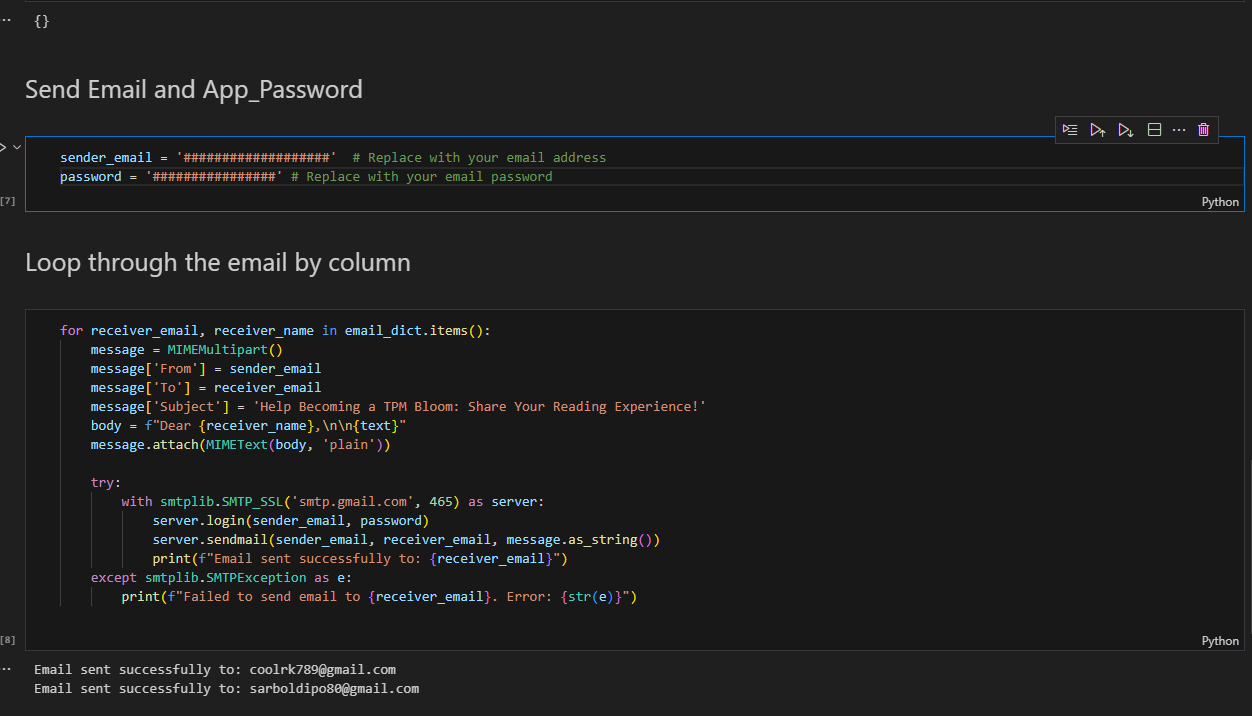 {}
Send Email and App_Password
sender_email = '###################'  # Replace with your email address
password = '################' # Replace with your email password
[7]
Python
Loop through the email by column
for receiver_email, receiver_name in email_dict.items():
    message = MIMEMultipart()
    message['From'] = sender_email
    message['To'] = receiver_email
    message['Subject'] = 'Help Becoming a TPM Bloom: Share Your Reading Experience!'
    body = f"Dear {receiver_name},\n\n{text}"
    message.attach(MIMEText(body, 'plain'))
    try:
        with smtplib.SMTP_SSL('smtp.gmail.com', 465) as server:
            server.login(sender_email, password)
            server.sendmail(sender_email, receiver_email, message.as_string())
            print(f"Email sent successfully to: {receiver_email}")
    except smtplib.SMTPException as e:
        print(f"Failed to send email to {receiver_email}. Error: {str(e)}")
[8]
Python
Email sent successfully to: coolrk789@gmail.com
Email sent successfully to: sarboldipo80@gmail.com